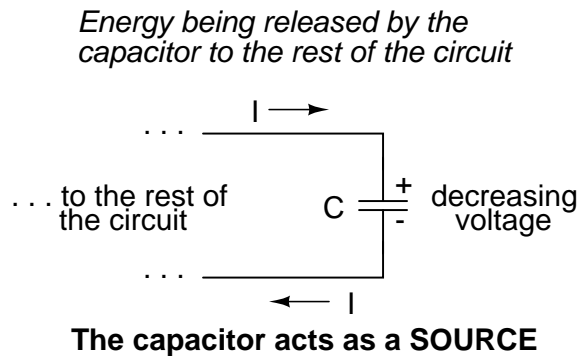 Energy being released by the
capacitor to the rest of the circuit
I
. . .
. . . to the rest of
the circuit
C
+
-
decreasing
voltage
. . .
I
The capacitor acts as a SOURCE